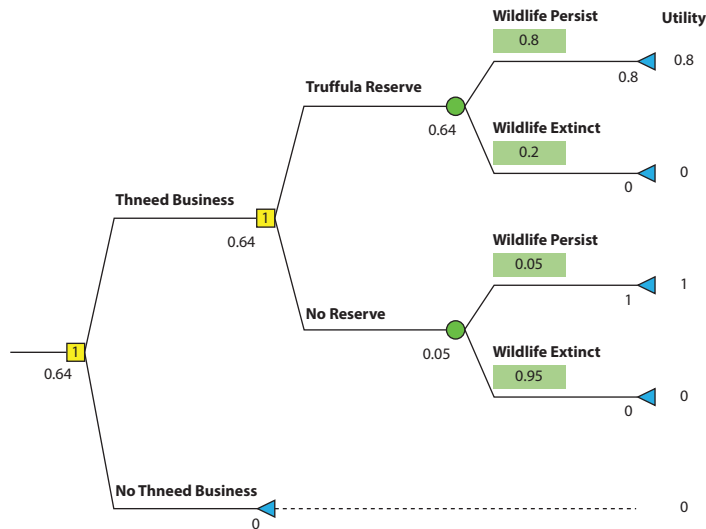 Wildlife Persist
Utility
0.8
0.8
0.8
Truffula Reserve
0.64
Wildlife Extinct
0.2
0
0
Thneed Business
1
0.64
Wildlife Persist
0.05
1
1
No Reserve
0.05
Wildlife Extinct
0.95
0
0
1
0.64
No Thneed Business
0
0